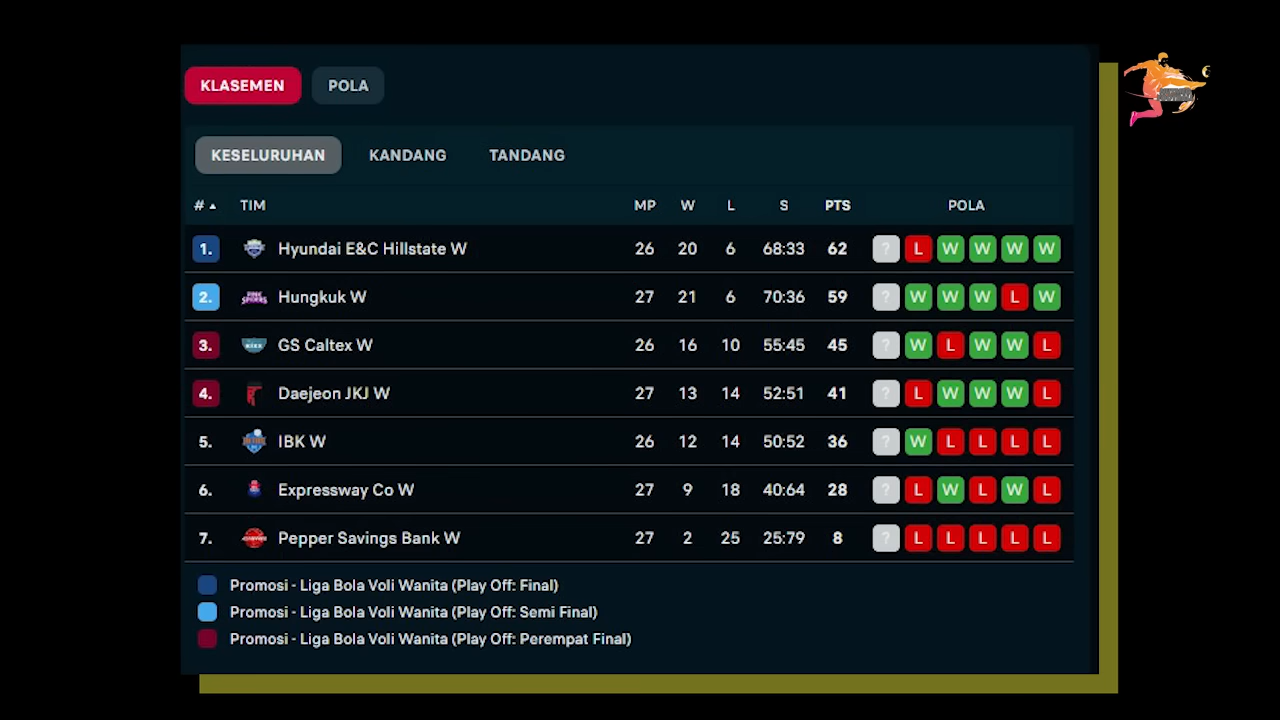 KLASEMEN POLA
KESELURUHAN KANDANG TANDANG
# TIM MP W L S PTS POLA
1. Hyundai E&C Hillstate W 26 20 6 68:33 62 ? L W W W W
2. Hungkuk W 27 21 6 70:36 59 ? W W W L W
3. GS Caltex W 26 16 10 55:45 45 ? W L W W L
4. Daejeon JKJ W 27 13 14 52:51 41 ? L W W W L
5. IBK W 26 12 14 50:52 36 ? W L L L L
6. Expressway Co W 27 9 18 40:64 28 ? L W L W L
7. Pepper Savings Bank W 27 2 25 25:79 8 ? L L L L L
Promosi - Liga Bola Voli Wanita (Play Off: Final)
Promosi - Liga Bola Voli Wanita (Play Off: Semi Final)
Promosi - Liga Bola Voli Wanita (Play Off: Perempat Final)